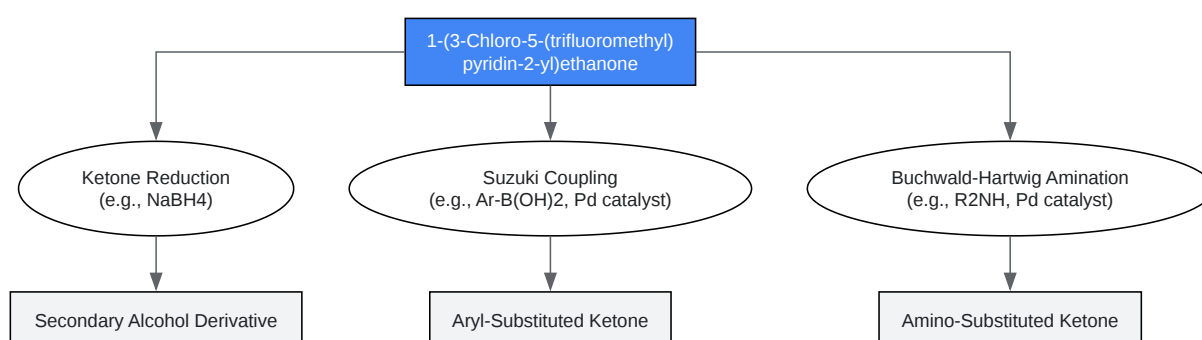 1-(3-Chloro-5-(trifluoromethyl)
pyridin-2-yl)ethanone
Ketone Reduction
(e.g., NaBH4)
Suzuki Coupling
(e.g., Ar-B(OH)2, Pd catalyst)
Buchwald-Hartwig Amination
(e.g., R2NH, Pd catalyst)
Secondary Alcohol Derivative
Aryl-Substituted Ketone
Amino-Substituted Ketone